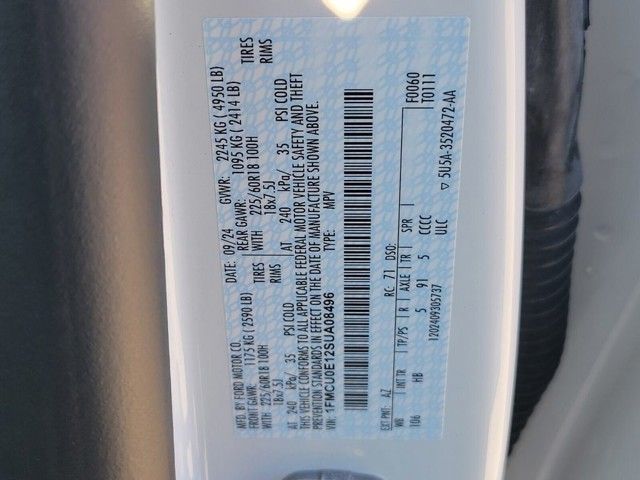 MFD. BY FORD MOTOR CO.
DATE: 09/24 GVWR: 2245 KG ( 4950 LB)
FRONT GAWR: 1175 KG ( 2590 LB) REAR GAWR: 1095 KG ( 2414 LB)
WITH 225/60R18 100H TIRES WITH 225/60R18 100H TIRES
18x7.5J RIMS 18x7.5J RIMS
AT 240 kPa/ 35 PSI COLD AT 240 kPa/ 35 PSI COLD
THIS VEHICLE CONFORMS TO ALL APPLICABLE FEDERAL MOTOR VEHICLE SAFETY AND THEFT
PREVENTION STANDARDS IN EFFECT ON THE DATE OF MANUFACTURE SHOWN ABOVE.
VIN: 1FMCU0E12SUA08496
TYPE: MPV
F0060
T0111
EXT PNT: AZ RC: 71 DSO:
WB INT TR TP/PS R AXLE TR SPR
106 HB 5 91 5 CCCC
ULC
1202409305737
▽ 5U5A-3520472-AA